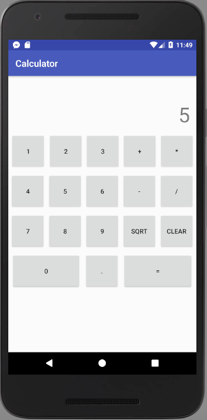 11:49
Calculator
5
1 2 3 + *
4 5 6 - /
7 8 9 SQRT CLEAR
0 . =